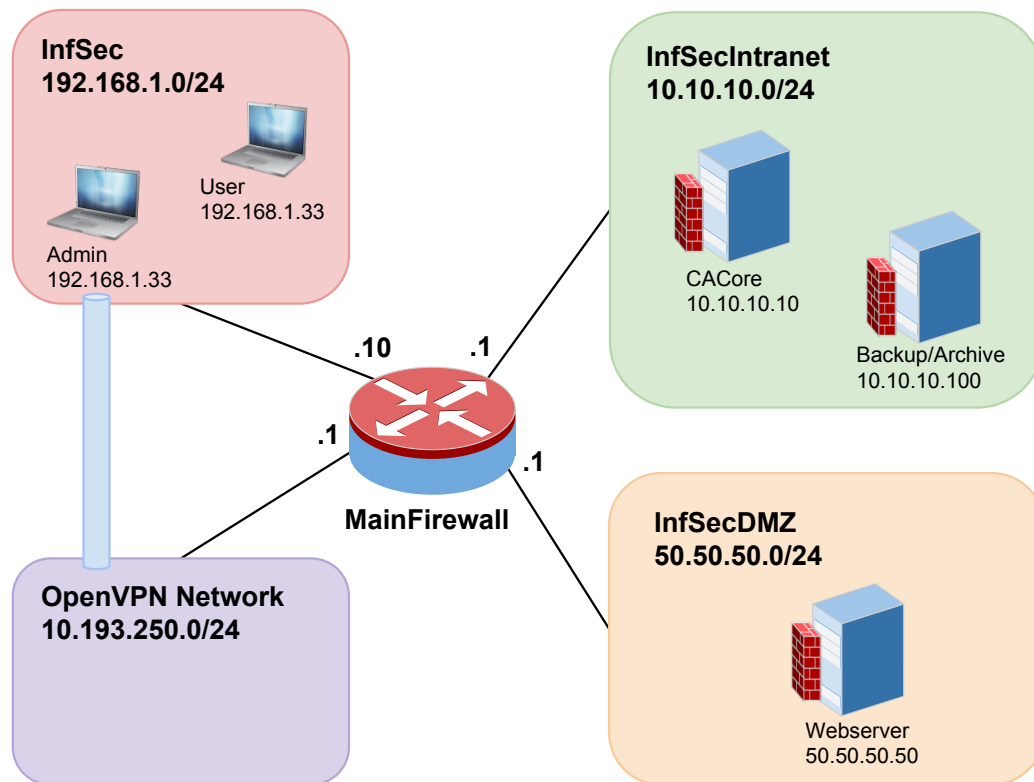 InfSec
192.168.1.0/24
User
192.168.1.33
Admin
192.168.1.33
InfSecIntranet
10.10.10.0/24
CACore
10.10.10.10
Backup/Archive
10.10.10.100
.10
.1
.1
.1
MainFirewall
OpenVPN Network
10.193.250.0/24
InfSecDMZ
50.50.50.0/24
Webserver
50.50.50.50